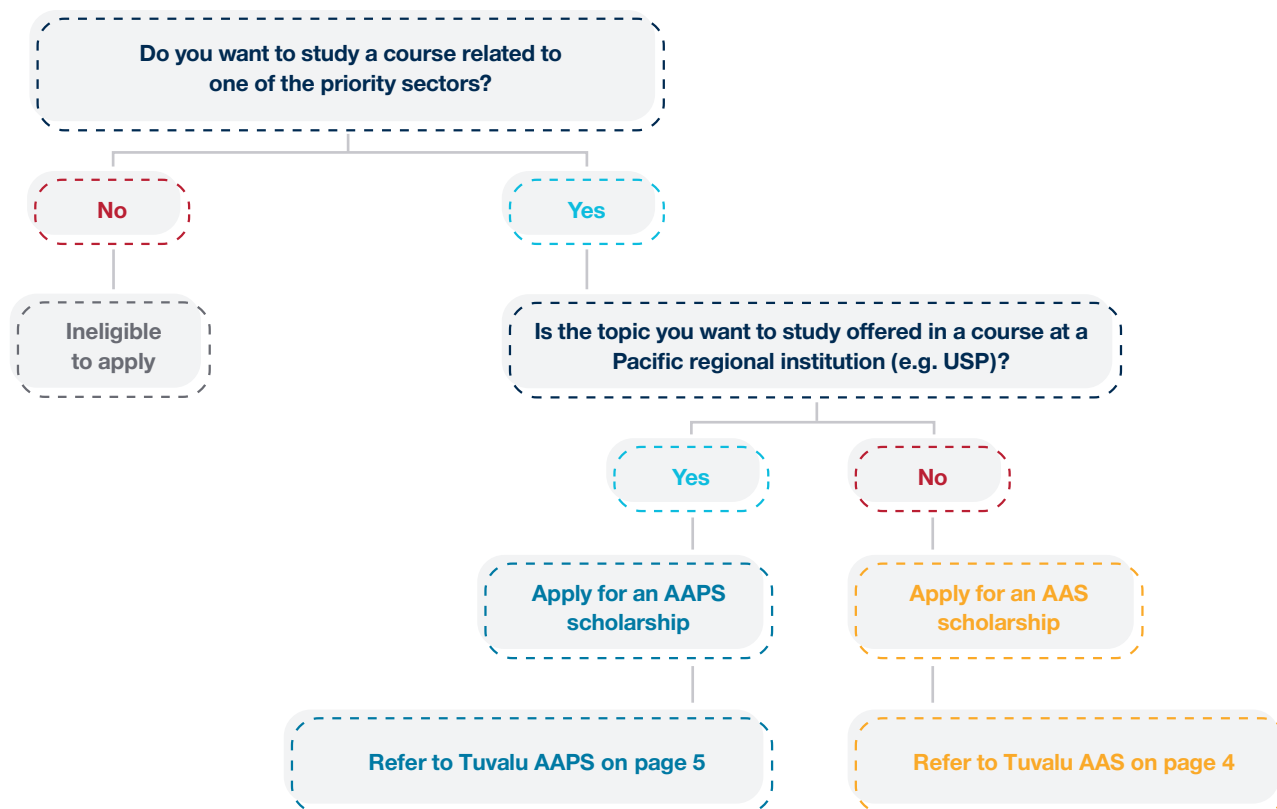 Do you want to study a course related to
one of the priority sectors?
No
Yes
Ineligible
to apply
Is the topic you want to study offered in a course at a
Pacific regional institution (e.g. USP)?
Yes
No
Apply for an AAPS
scholarship
Apply for an AAS
scholarship
Refer to Tuvalu AAPS on page 5
Refer to Tuvalu AAS on page 4